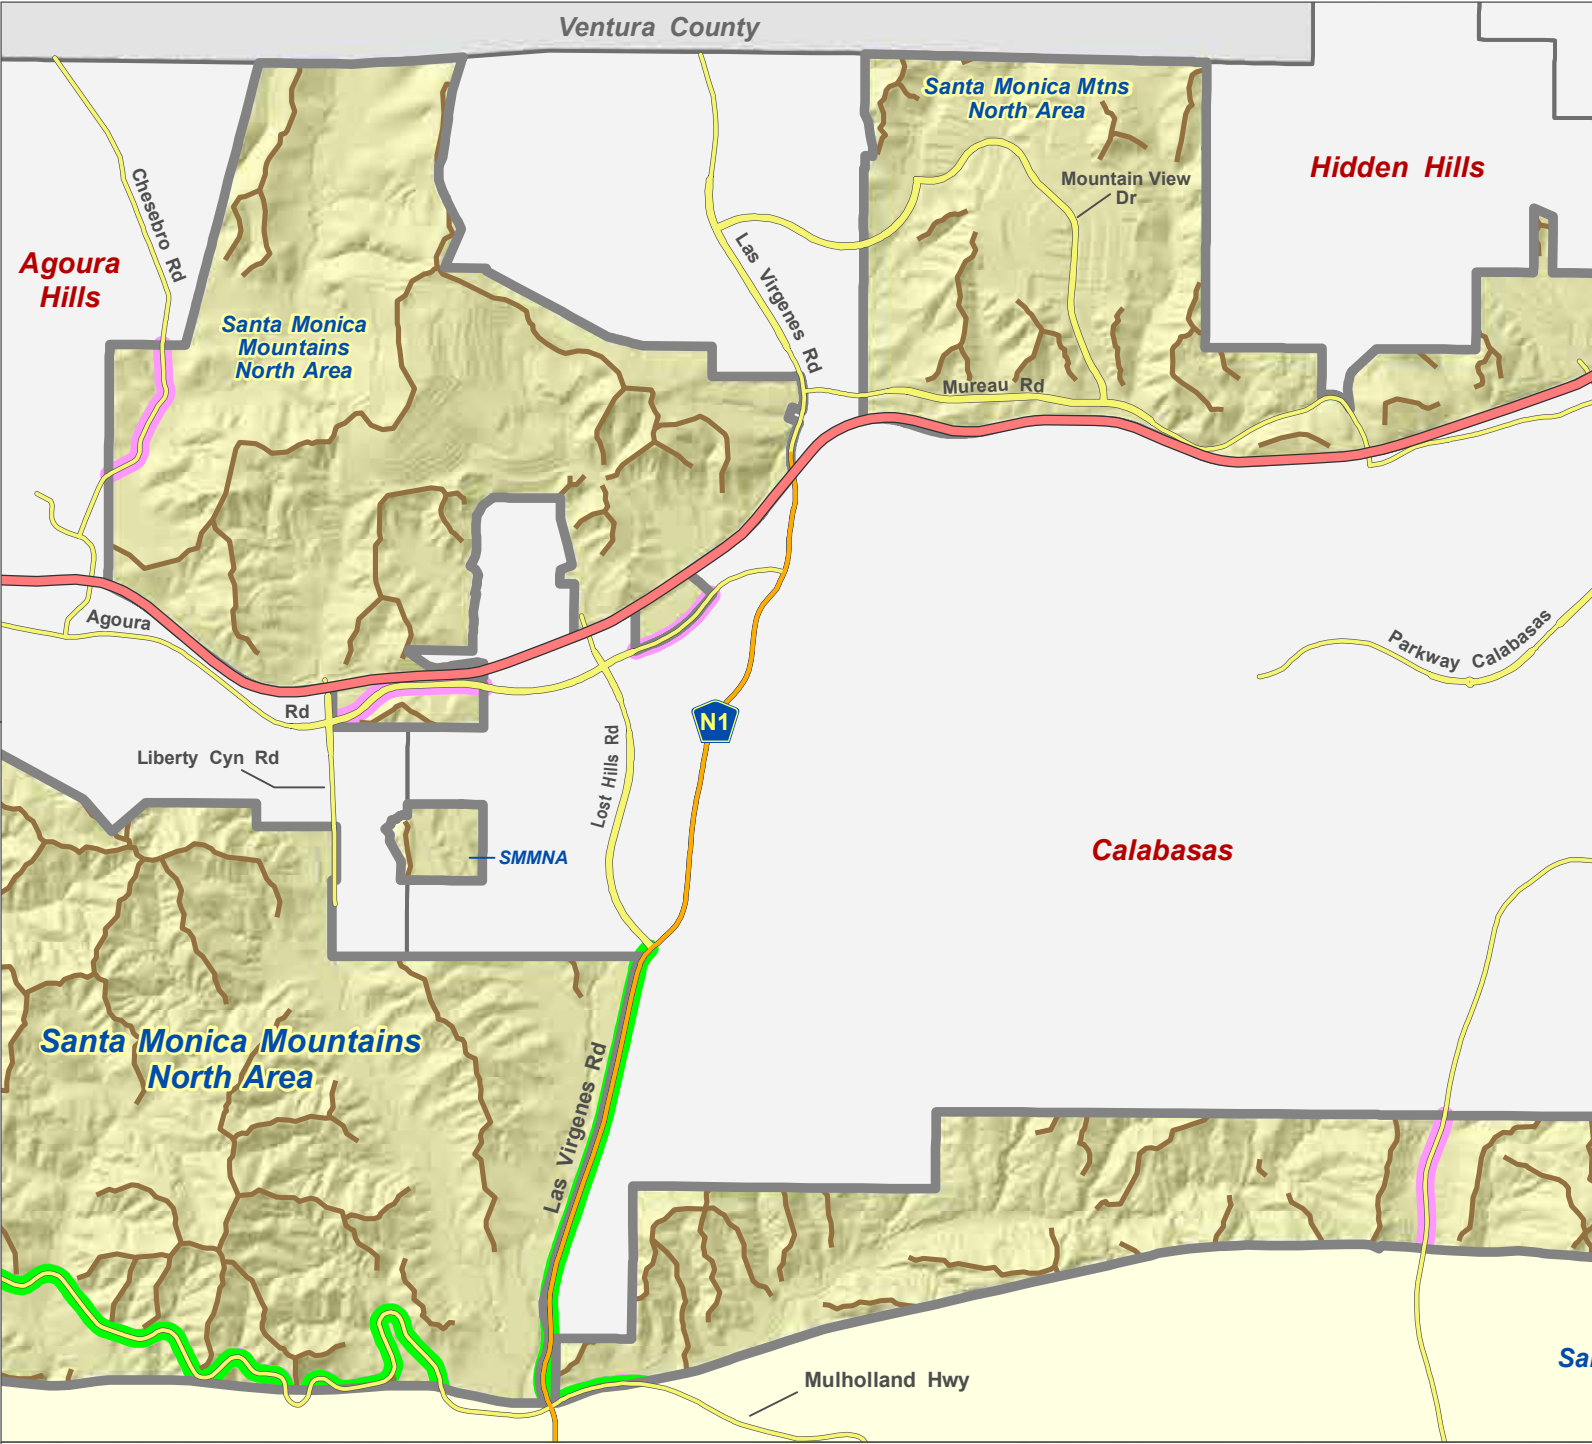 Ventura County
Santa Monica Mtns
North Area
Hidden Hills
Mountain View
Dr
Chesebro Rd
Agoura
Hills
Las Virgenes Rd
Santa Monica
Mountains
North Area
Mureau Rd
Agoura
Rd
Parkway Calabasas
N1
Liberty Cyn Rd
Lost Hills Rd
SMMNA
Calabasas
Santa Monica Mountains
North Area
Las Virgenes Rd
Mulholland Hwy